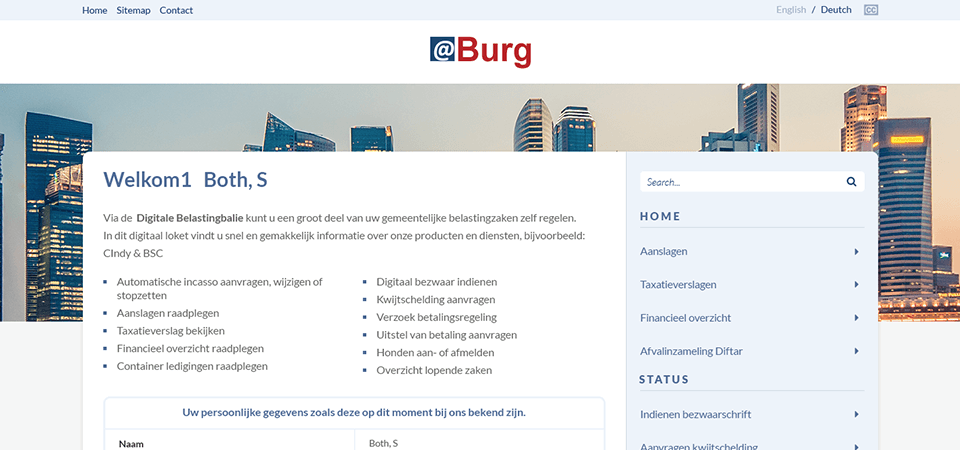 Home Sitemap Contact
English / Deutch CC
@Burg
Welkom1 Both, S
Via de Digitale Belastingbalie kunt u een groot deel van uw gemeentelijke belastingzaken zelf regelen.
In dit digitaal loket vindt u snel en gemakkelijk informatie over onze producten en diensten, bijvoorbeeld:
CIndy & BSC
Automatische incasso aanvragen, wijzigen of
stopzetten
Aanslagen raadplegen
Taxatieverslag bekijken
Financieel overzicht raadplegen
Container ledigingen raadplegen
Digitaal bezwaar indienen
Kwijtschelding aanvragen
Verzoek betalingsregeling
Uitstel van betaling aanvragen
Honden aan- of afmelden
Overzicht lopende zaken
Uw persoonlijke gegevens zoals deze op dit moment bij ons bekend zijn.
Naam Both, S
Search...
HOME
Aanslagen
Taxatieverslagen
Financieel overzicht
Afvalinzameling Diftar
STATUS
Indienen bezwaarschrift
Aanvragen kwijtschelding